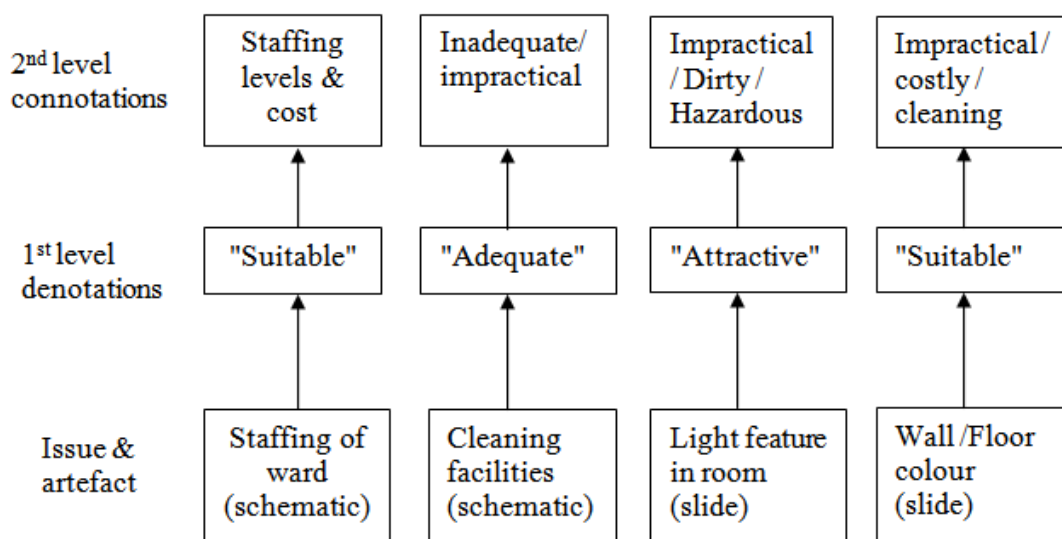 2nd level
connotations
Staffing
levels &
cost
Inadequate/
impractical
Impractical
/ Dirty /
Hazardous
Impractical /
costly /
cleaning
1st level
denotations
"Suitable"
"Adequate"
"Attractive"
"Suitable"
Issue &
artefact
Staffing of
ward
(schematic)
Cleaning
facilities
(schematic)
Light feature
in room
(slide)
Wall /Floor
colour
(slide)